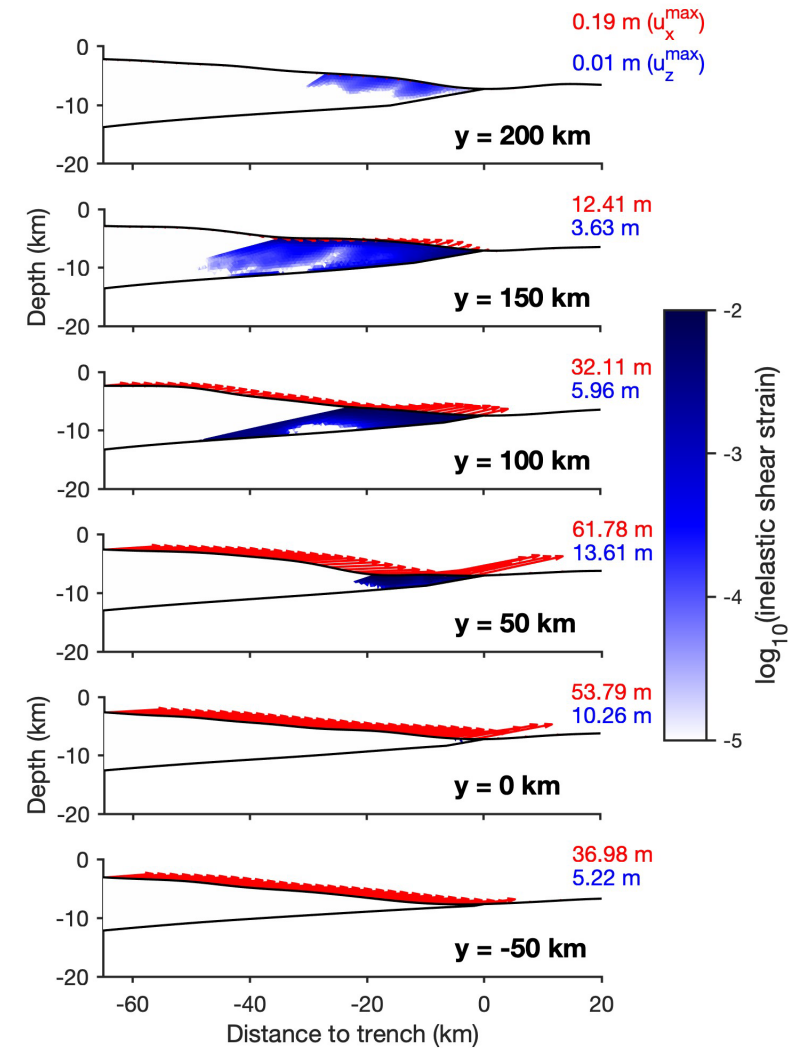 0.19 m (u_x^max)
0.01 m (u_z^max)
0
-10
-20
y = 200 km
12.41 m
3.63 m
0
-10
-20
Depth (km)
y = 150 km
32.11 m
5.96 m
0
-10
-20
y = 100 km
61.78 m
13.61 m
0
-10
-20
y = 50 km
53.79 m
10.26 m
0
-10
-20
Depth (km)
y = 0 km
36.98 m
5.22 m
0
-10
-20
y = -50 km
-60
-40
-20
0
20
Distance to trench (km)
-2
-3
-4
-5
log10(inelastic shear strain)